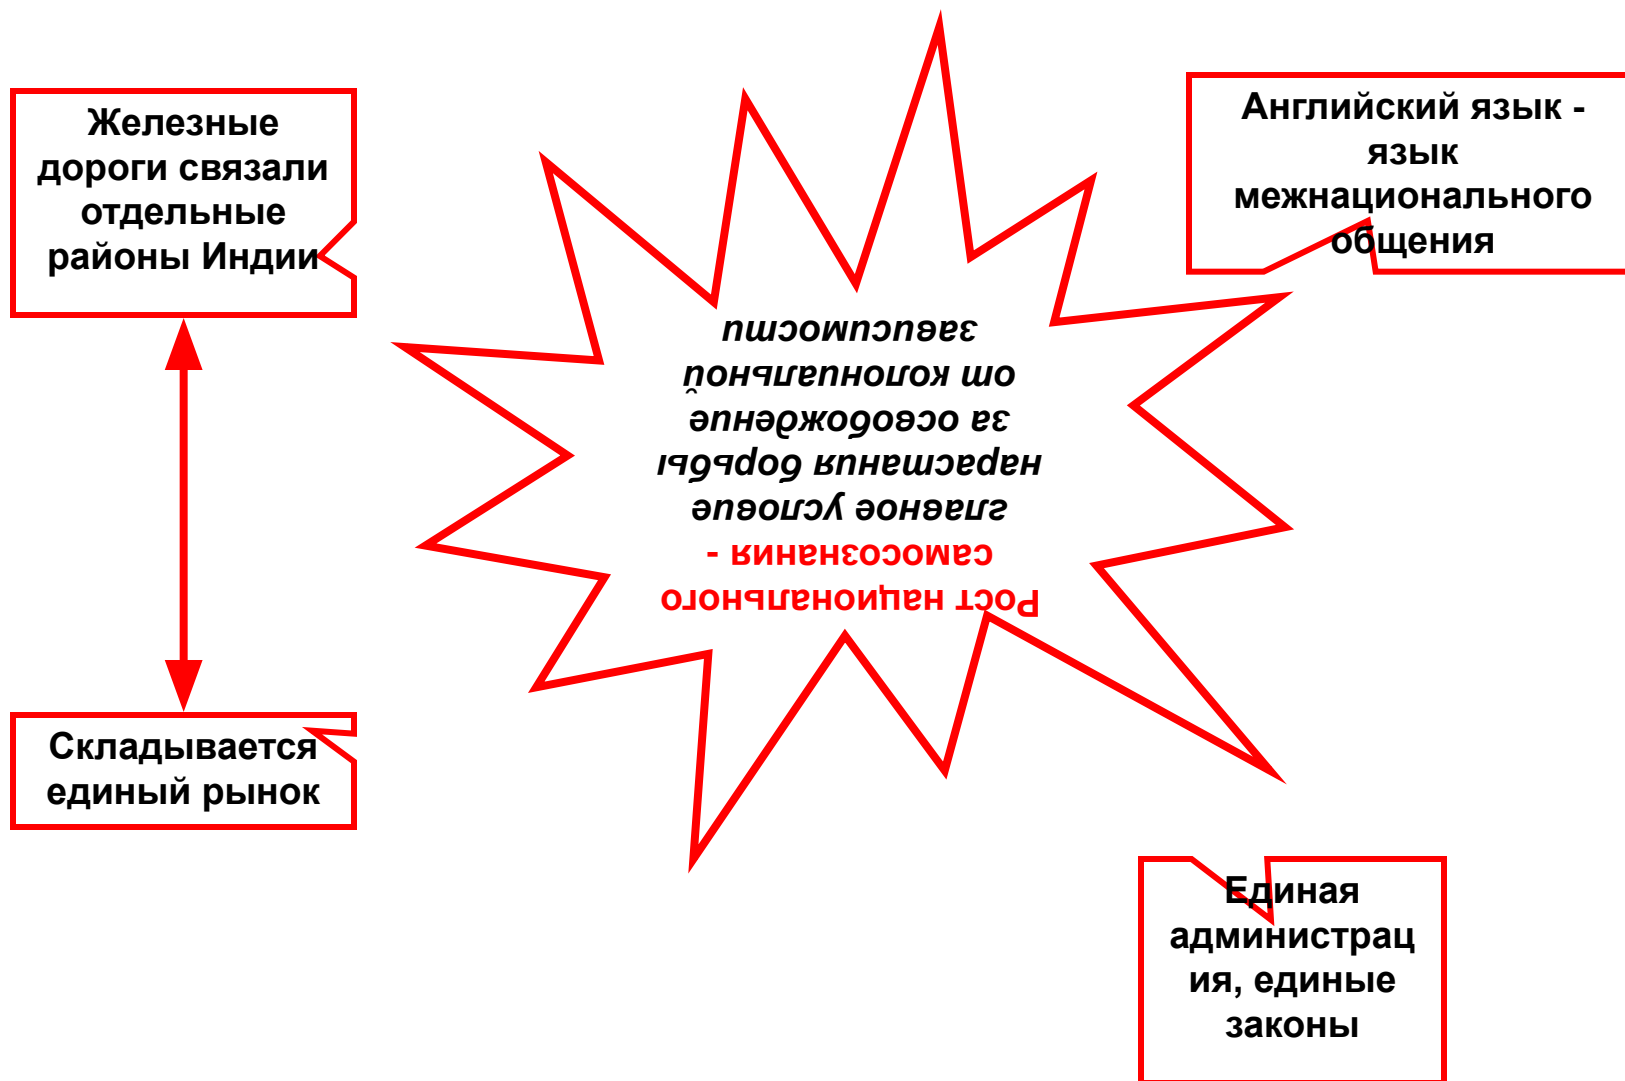 Железные
дороги связали
отдельные
районы Индии
Английский язык -
язык
межнационального
общения
Рост национального
самосознания -
главное условие
нарастания борьбы
за освобождение
от колониальной
зависимости
Складывается
единый рынок
Единая
администрац
ия, единые
законы